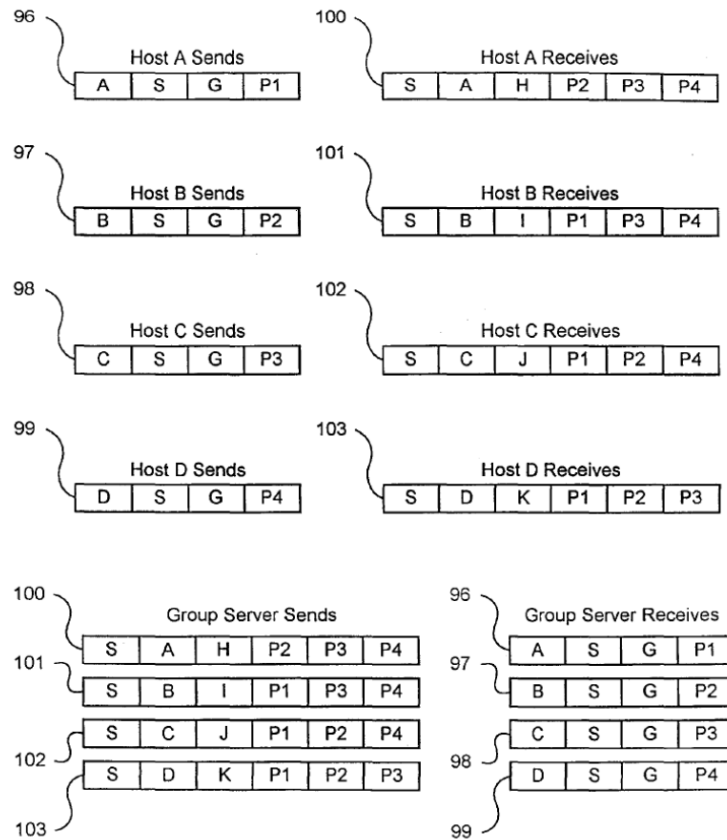 96 100
Host A Sends Host A Receives
A S G P1 S A H P2 P3 P4
97 101
Host B Sends Host B Receives
B S G P2 S B I P1 P3 P4
98 102
Host C Sends Host C Receives
C S G P3 S C J P1 P2 P4
99 103
Host D Sends Host D Receives
D S G P4 S D K P1 P2 P3
100 96
Group Server Sends Group Server Receives
S A H P2 P3 P4 A S G P1
101 97
S B I P1 P3 P4 B S G P2
S C J P1 P2 P4 C S G P3
102 98
S D K P1 P2 P3 D S G P4
103 99